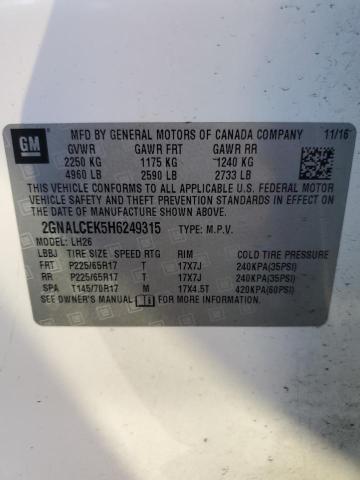 GM
MFD BY GENERAL MOTORS OF CANADA COMPANY 11/16
GVWR GAWR FRT GAWR RR
2250 KG 1175 KG 1240 KG
4960 LB 2590 LB 2733 LB
THIS VEHICLE CONFORMS TO ALL APPLICABLE U.S. FEDERAL MOTOR
VEHICLE SAFETY AND THEFT PREVENTION STANDARDS IN EFFECT ON THE
DATE OF MANUFACTURE SHOWN ABOVE.
2GNALCEK5H6249315 TYPE: M.P.V.
MODEL: LH26
LBBJ TIRE SIZE SPEED RTG RIM COLD TIRE PRESSURE
FRT P225/65R17 T 17X7J 240KPA(35PSI)
RR P225/65R17 T 17X7J 240KPA(35PSI)
SPA T145/70R17 M 17X4.5T 420KPA(60PSI)
SEE OWNER'S MANUAL FOR MORE INFORMATION.